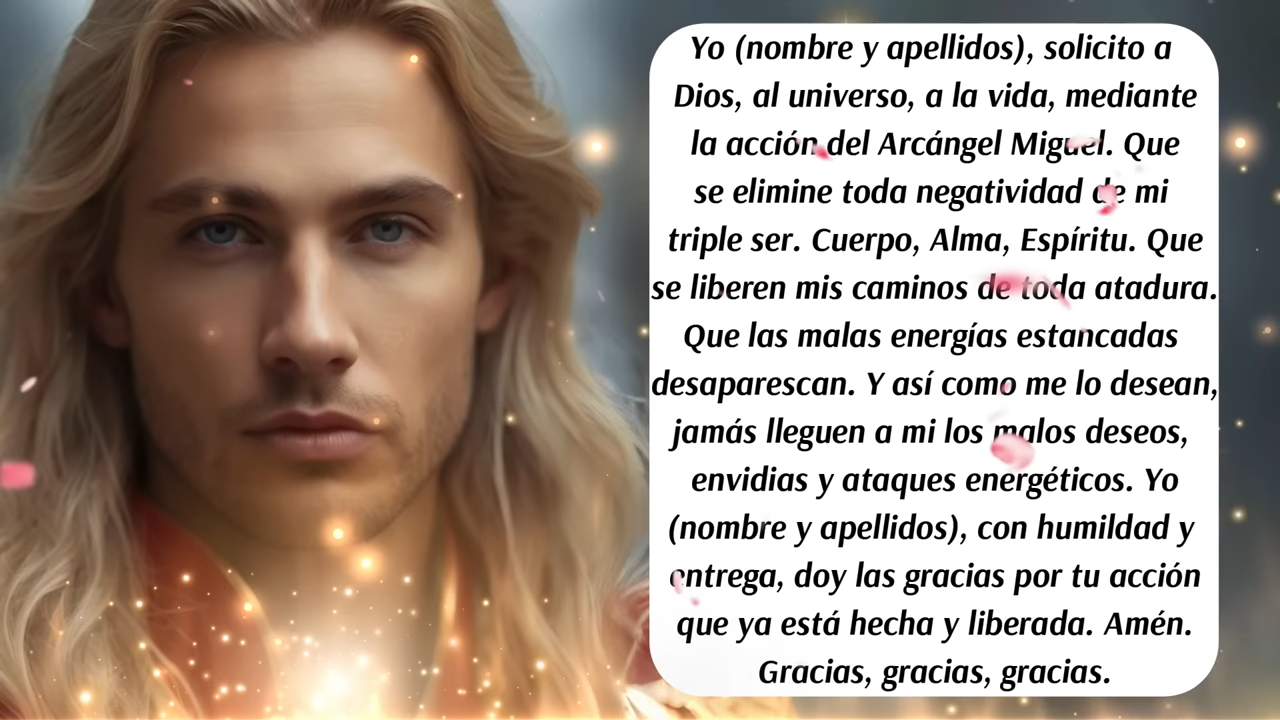 Yo (nombre y apellidos), solicito a
Dios, al universo, a la vida, mediante
la acción del Arcángel Miguel. Que
se elimine toda negatividad de mi
triple ser. Cuerpo, Alma, Espíritu. Que
se liberen mis caminos de toda atadura.
Que las malas energías estancadas
desaparescan. Y así como me lo desean,
jamás lleguen a mi los malos deseos,
envidias y ataques energéticos. Yo
(nombre y apellidos), con humildad y
entrega, doy las gracias por tu acción
que ya está hecha y liberada. Amén.
Gracias, gracias, gracias.